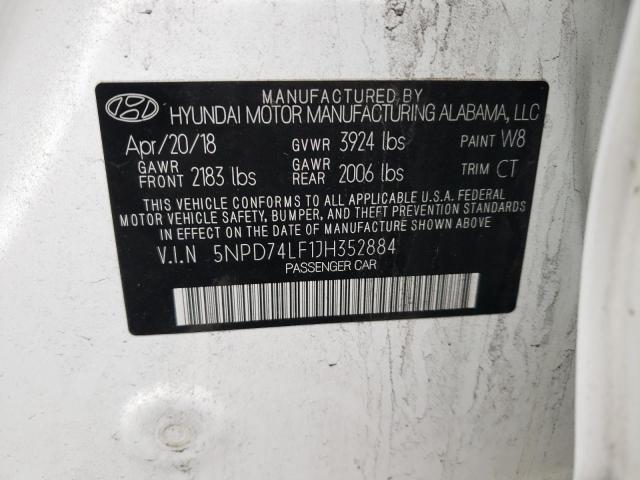 MANUFACTURED BY
HYUNDAI MOTOR MANUFACTURING ALABAMA, LLC
Apr/20/18 GVWR 3924 lbs PAINT W8
GAWR FRONT 2183 lbs GAWR REAR 2006 lbs TRIM CT
THIS VEHICLE CONFORMS TO ALL APPLICABLE U.S.A. FEDERAL
MOTOR VEHICLE SAFETY, BUMPER, AND THEFT PREVENTION STANDARDS
IN EFFECT ON THE DATE OF MANUFACTURE SHOWN ABOVE.
V.I.N 5NPD74LF1JH352884
PASSENGER CAR